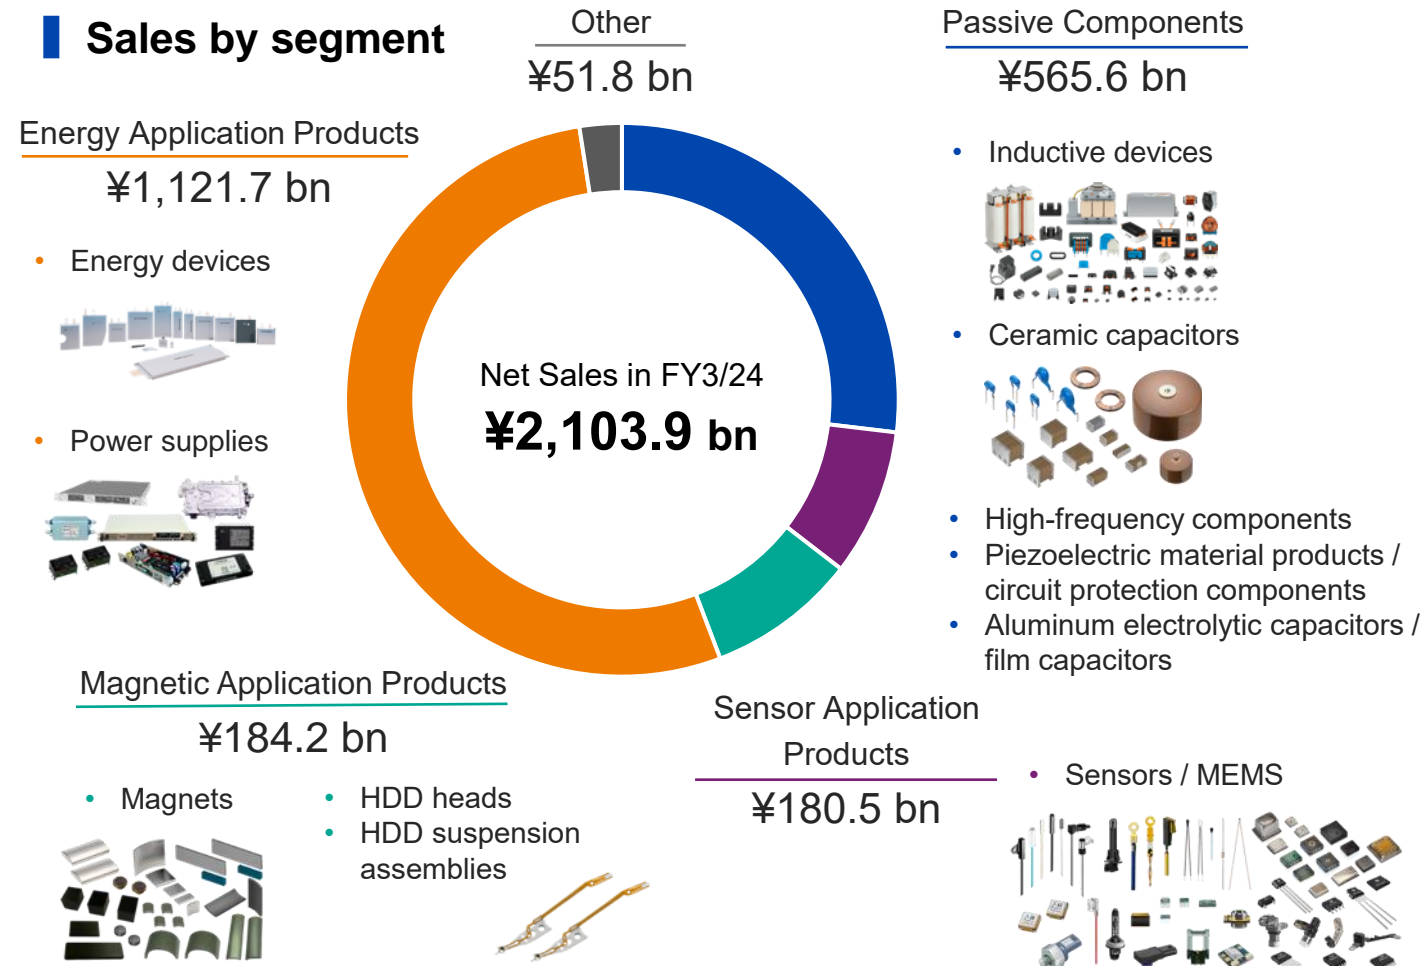 Sales by segment
Other
¥51.8 bn
Passive Components
¥565.6 bn
Energy Application Products
¥1,121.7 bn
• Energy devices
• Power supplies
Net Sales in FY3/24
¥2,103.9 bn
• Inductive devices
• Ceramic capacitors
• High-frequency components
• Piezoelectric material products /
circuit protection components
• Aluminum electrolytic capacitors /
film capacitors
Magnetic Application Products
¥184.2 bn
• Magnets
• HDD heads
• HDD suspension
assemblies
Sensor Application
Products
¥180.5 bn
• Sensors / MEMS